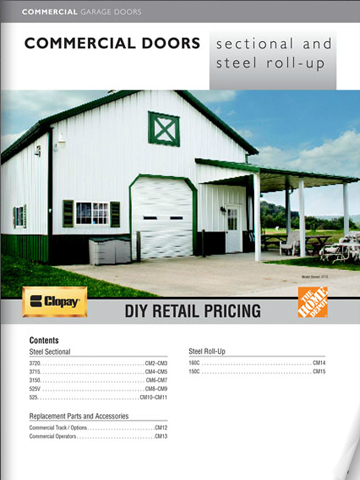 COMMERCIAL GARAGE DOORS
COMMERCIAL DOORS sectional and
steel roll-up
Clopay
DIY RETAIL PRICING
THE HOME DEPOT
Contents
Steel Sectional
3720 CM2–CM3
3715 CM4–CM5
3150 CM6–CM7
525V CM8–CM9
525 CM10–CM11
Replacement Parts and Accessories
Commercial Track / Options CM12
Commercial Operators CM13
Steel Roll-Up
160C CM14
150C CM15